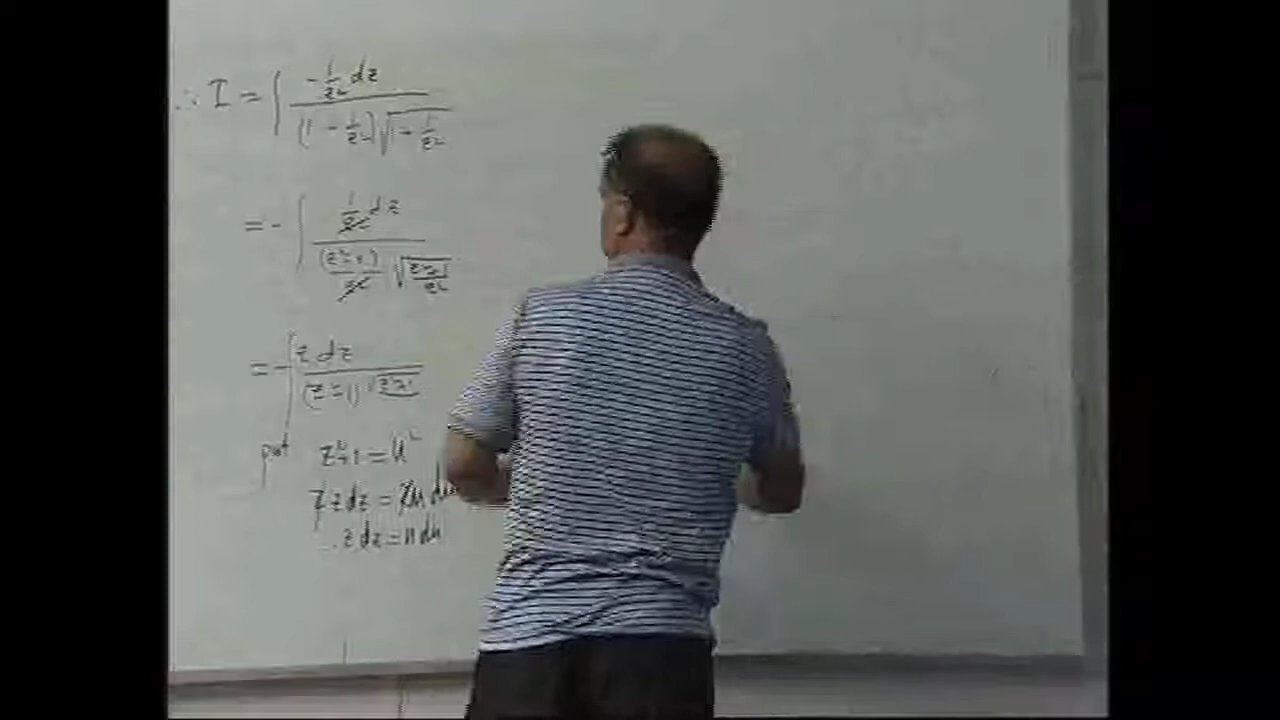 ∴ I = ∫ (-1/z² dz) / ((1 - 1/z²)√(1 + 1/z²))
= - ∫ (1/z² dz) / ((z²-1)/z² √((z²+1)/z²))
= - ∫ z dz / ((z²-1) √(z²+1))
put z²+1 = u²
2z dz = 2u du
z dz = u du